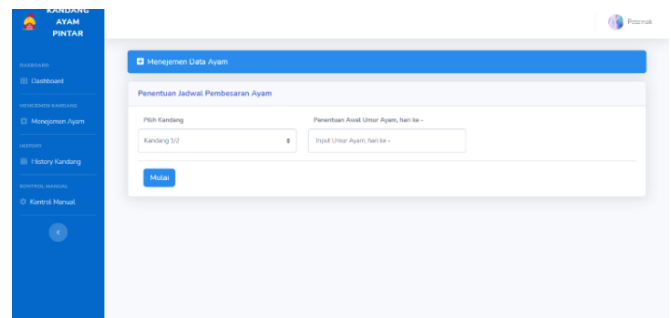 KANDANG
AYAM
PINTAR
Peternak
DASHBOARD
Dashboard
Menejemen Data Ayam
Penentuan Jadwal Pembesaran Ayam
MENEJEMEN KANDANG
Menejemen Ayam
Pilih Kandang
Penentuan Awal Umur Ayam, hari ke -
Kandang 1/2
Input Umur Ayam, hari ke -
HISTORY
History Kandang
Mulai
KONTROL MANUAL
Kontrol Manual